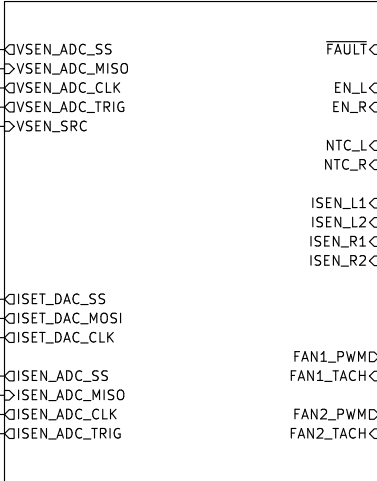 VSEN_ADC_SS
VSEN_ADC_MISO
VSEN_ADC_CLK
VSEN_ADC_TRIG
VSEN_SRC
ISET_DAC_SS
ISET_DAC_MOSI
ISET_DAC_CLK
ISEN_ADC_SS
ISEN_ADC_MISO
ISEN_ADC_CLK
ISEN_ADC_TRIG
FAULT
EN_L
EN_R
NTC_L
NTC_R
ISEN_L1
ISEN_L2
ISEN_R1
ISEN_R2
FAN1_PWM
FAN1_TACH
FAN2_PWM
FAN2_TACH